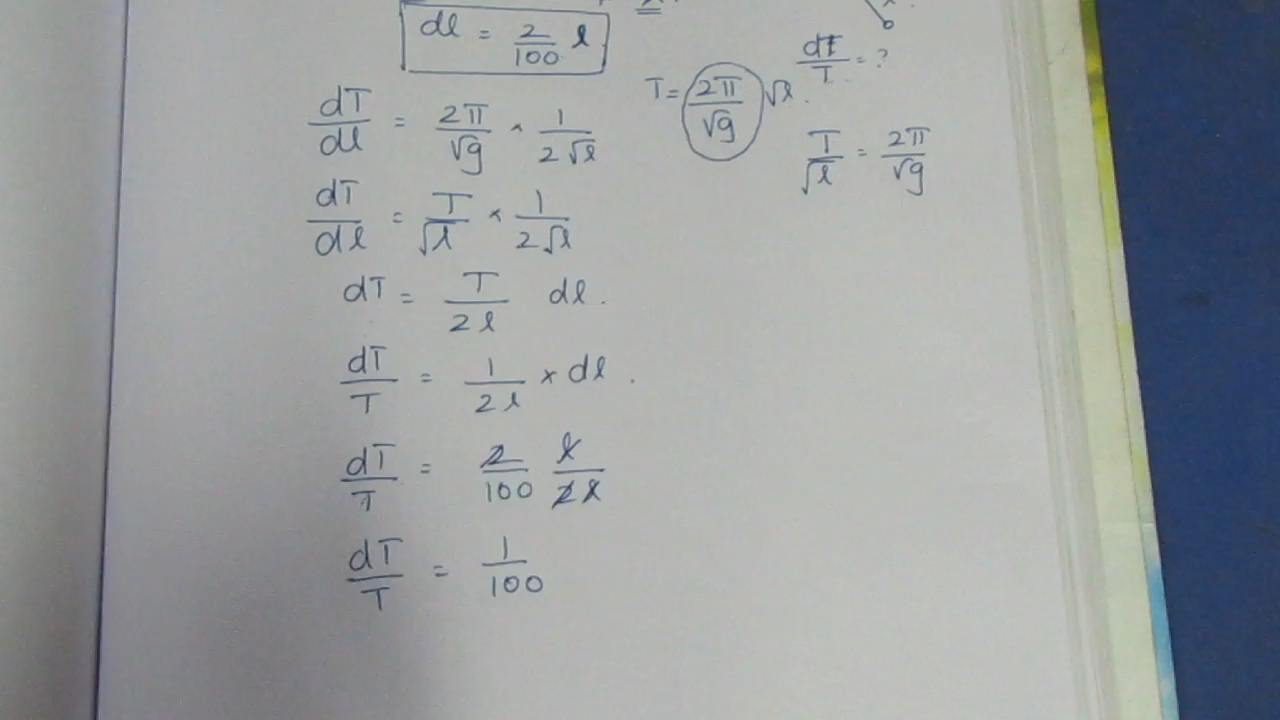 dl = 2/100 l
dT/T = ?
T = 2π/√g √l.
dT/dl = 2π/√g × 1/2√l
T/√l = 2π/√g
dT/dl = T/√l × 1/2√l
dT = T/2l dl.
dT/T = 1/2l × dl.
dT/T = 2/100 l/2l
dT/T = 1/100